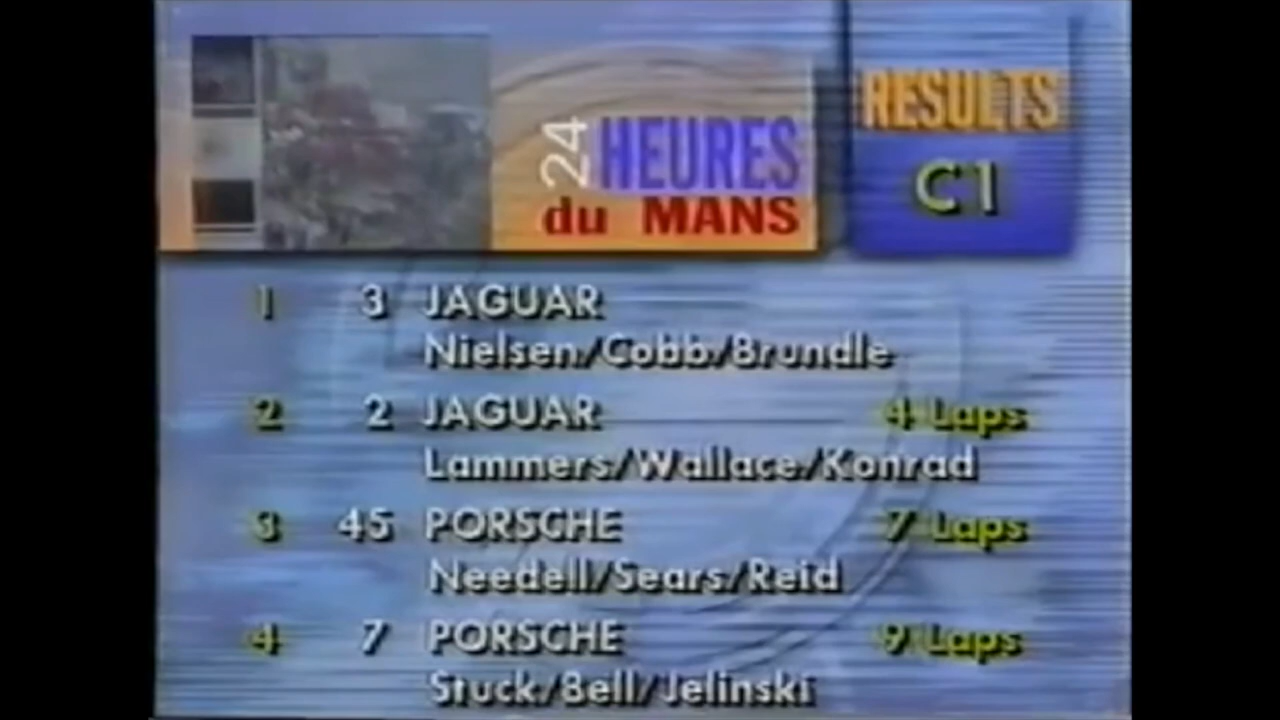 24 HEURES
du MANS
RESULTS
C1
1 3 JAGUAR
Nielsen/Cobb/Brundle
2 2 JAGUAR 4 Laps
Lammers/Wallace/Konrad
3 45 PORSCHE 7 Laps
Needell/Sears/Reid
4 7 PORSCHE 9 Laps
Stuck/Bell/Jelinski